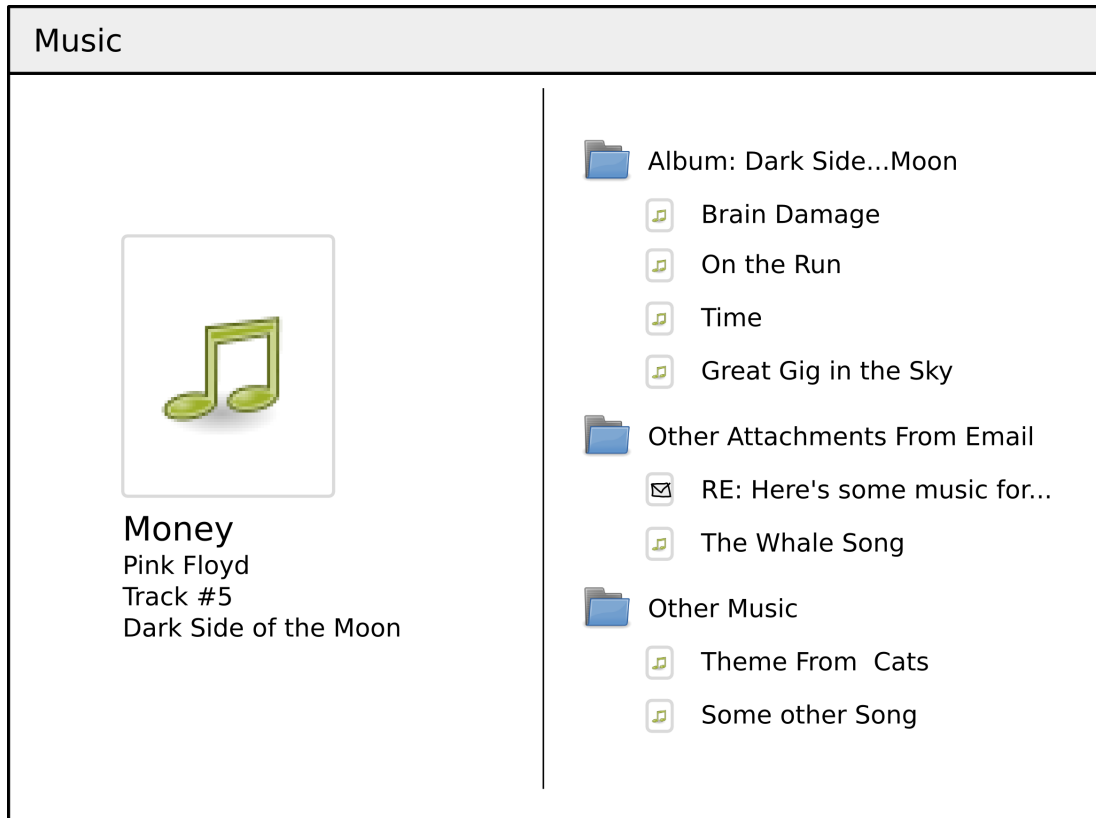 Music
Money
Pink Floyd
Track #5
Dark Side of the Moon
Album: Dark Side...Moon
Brain Damage
On the Run
Time
Great Gig in the Sky
Other Attachments From Email
RE: Here's some music for...
The Whale Song
Other Music
Theme From  Cats
Some other Song